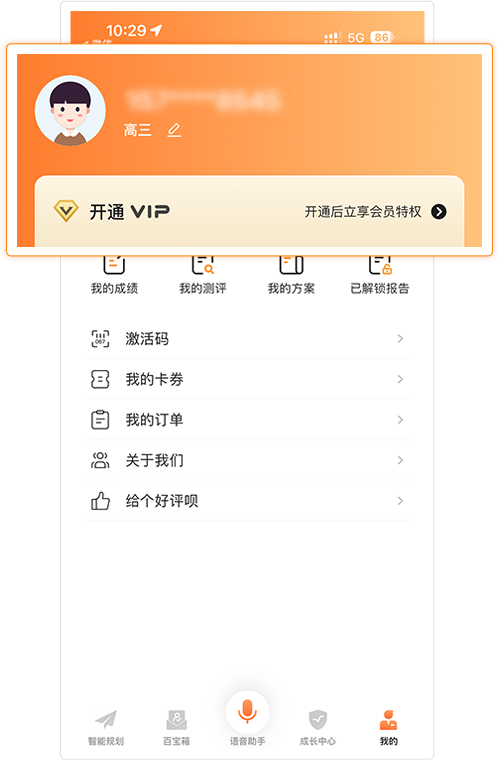 10:29
5G 86
高三
开通 VIP
开通后立享会员特权
我的成绩
我的测评
我的方案
已解锁报告
激活码
我的卡券
我的订单
关于我们
给个好评呗
智能规划
百宝箱
语音助手
成长中心
我的